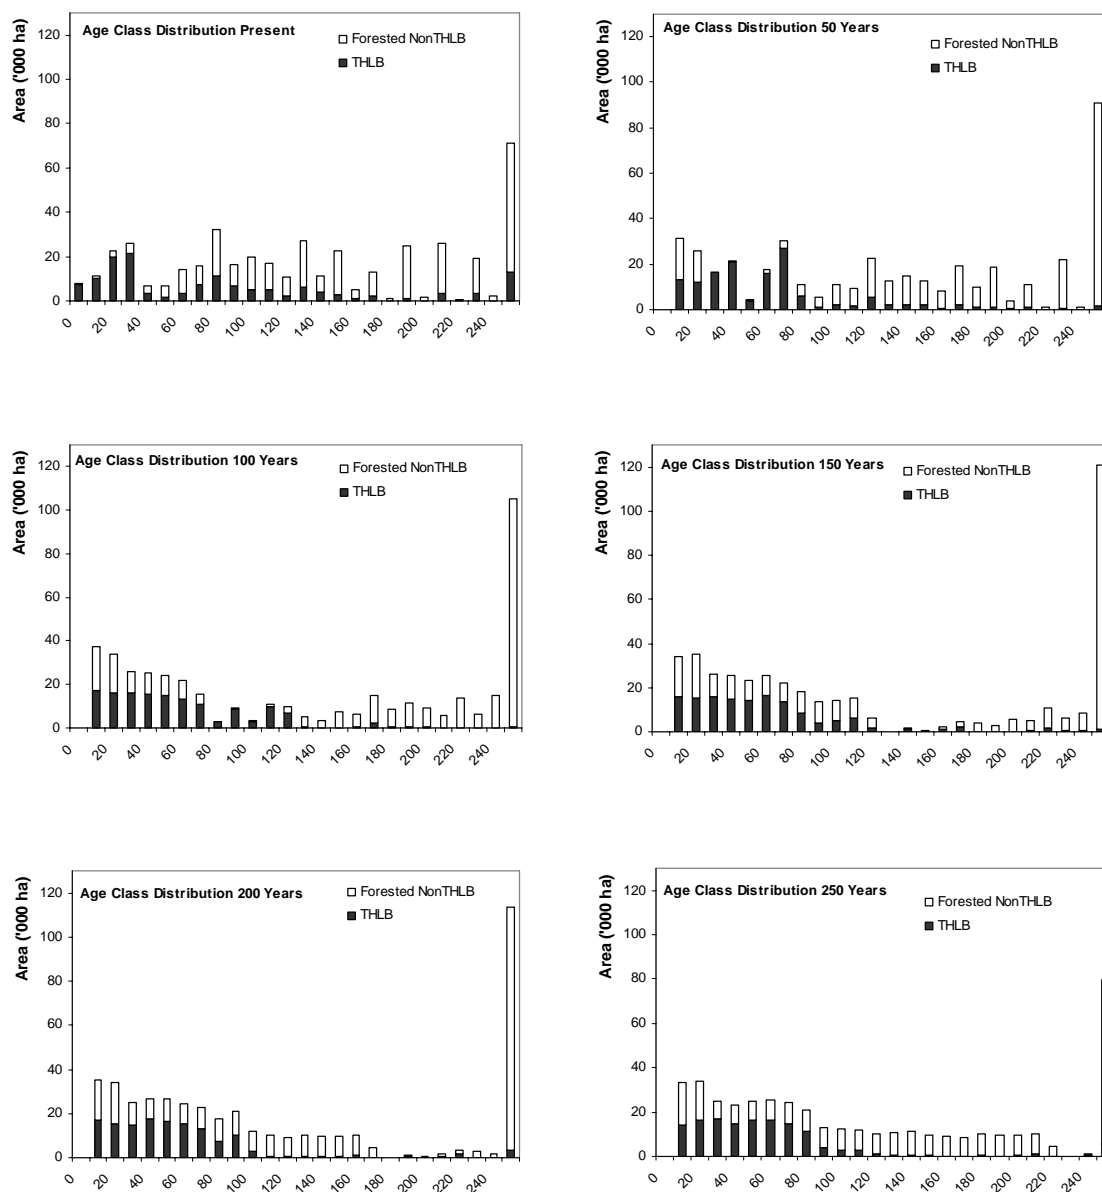 Age Class Distribution Present
Forested NonTHLB
THLB
Area ('000 ha)
120
100
80
60
40
20
0
0 20 40 60 80 100 120 140 160 180 200 220 240
Age Class Distribution 50 Years
Forested NonTHLB
THLB
Area ('000 ha)
120
100
80
60
40
20
0
0 20 40 60 80 100 120 140 160 180 200 220 240
Age Class Distribution 100 Years
Forested NonTHLB
THLB
Area ('000 ha)
120
100
80
60
40
20
0
0 20 40 60 80 100 120 140 160 180 200 220 240
Age Class Distribution 150 Years
Forested NonTHLB
THLB
Area ('000 ha)
120
100
80
60
40
20
0
0 20 40 60 80 100 120 140 160 180 200 220 240
Age Class Distribution 200 Years
Forested NonTHLB
THLB
Area ('000 ha)
120
100
80
60
40
20
0
0 20 40 60 80 100 120 140 160 180 200 220 240
Age Class Distribution 250 Years
Forested NonTHLB
THLB
Area ('000 ha)
120
100
80
60
40
20
0
0 20 40 60 80 100 120 140 160 180 200 220 240